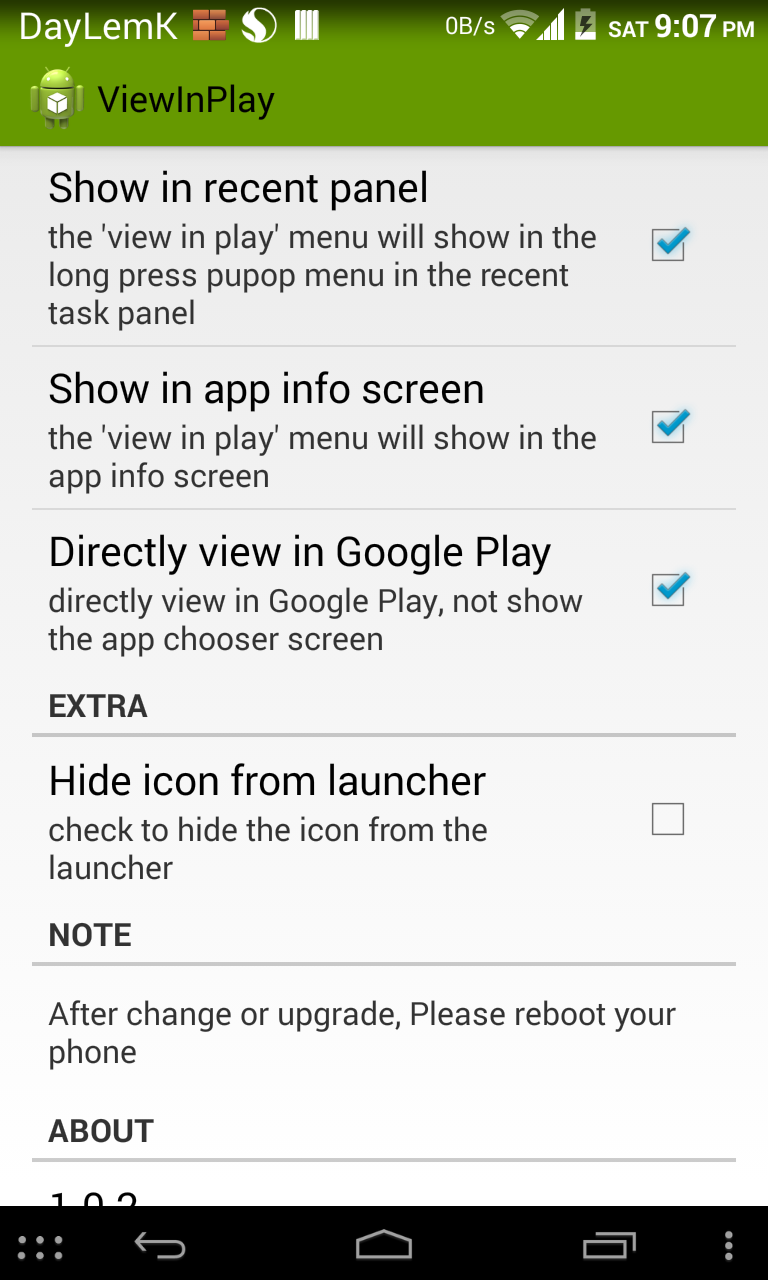 DayLemK 0B/s SAT 9:07 PM
ViewInPlay
Show in recent panel
the 'view in play' menu will show in the
long press pupop menu in the recent
task panel
Show in app info screen
the 'view in play' menu will show in the
app info screen
Directly view in Google Play
directly view in Google Play, not show
the app chooser screen
EXTRA
Hide icon from launcher
check to hide the icon from the
launcher
NOTE
After change or upgrade, Please reboot your
phone
ABOUT